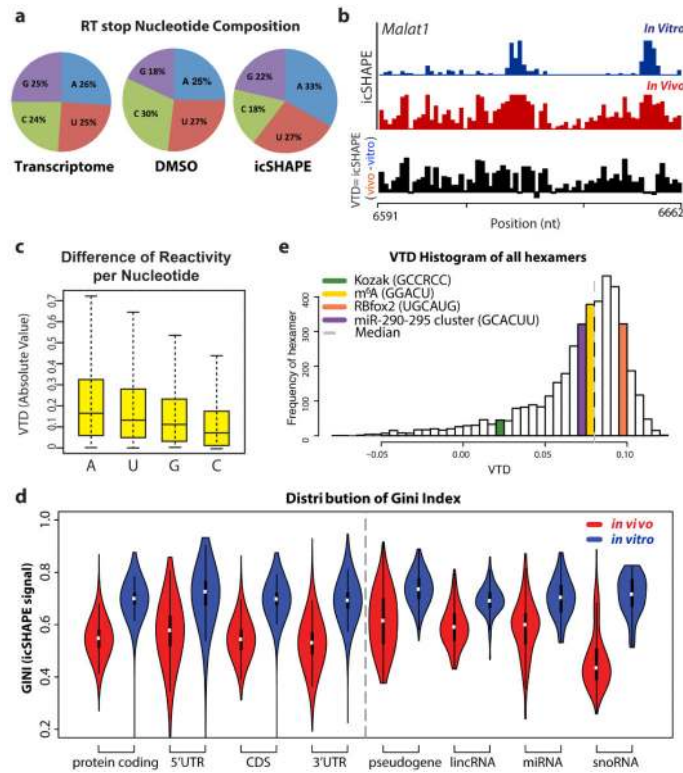 a
RT stop Nucleotide Composition
G 25%
A 26%
C 24%
U 25%
Transcriptome
G 18%
A 25%
C 30%
U 27%
DMSO
G 22%
A 33%
C 18%
U 27%
icSHAPE
b
Malat1
In Vitro
In Vivo
icSHAPE
VTD= icSHAPE
(vivo - vitro)
6591
Position (nt)
6662
c
Difference of Reactivity
per Nucleotide
VTD (Absolute Value)
0.7
0.6
0.5
0.4
0.3
0.2
0.1
0
A U G C
e
VTD Histogram of all hexamers
Kozak (GCCRCC)
m⁶A (GGACU)
RBfox2 (UGCAUG)
miR-290-295 cluster (GCACUU)
Median
Frequency of hexamer
400
300
200
100
0
-0.05 0.00 0.05 0.10
VTD
d
Distribution of Gini Index
in vivo
in vitro
GINI (icSHAPE signal)
1.0
0.8
0.6
0.4
0.2
protein coding 5'UTR CDS 3'UTR pseudogene lincRNA miRNA snoRNA